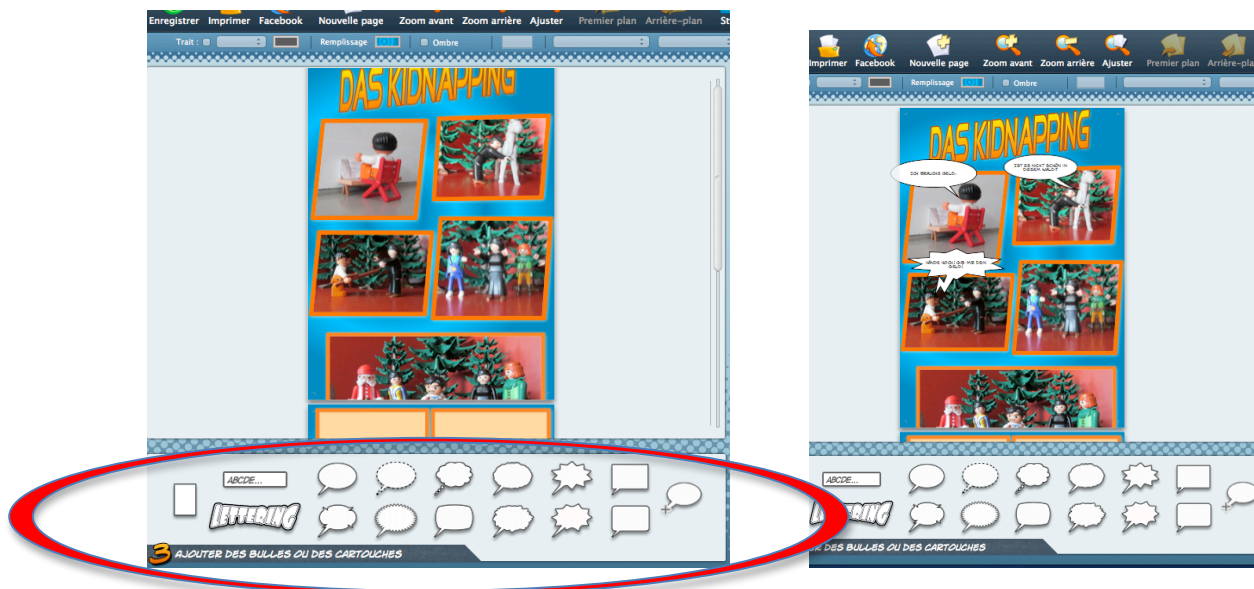 Enregistrer Imprimer Facebook Nouvelle page Zoom avant Zoom arrière Ajuster Premier plan Arrière-plan St
Trait : Remplissage Ombre
DAS KIDNAPPING
ABCDE...
LETTERING
3 AJOUTER DES BULLES OU DES CARTOUCHES
Imprimer Facebook Nouvelle page Zoom avant Zoom arrière Ajuster Premier plan Arrière-pla
Remplissage Ombre
DAS KIDNAPPING
ICH BRAUCHE GELD.
IST ES NICHT SCHÖN IN
DIESEM WALD?
HÄNDE HOCH! GIB MIR DEIN
GELD!
ABCDE...
LETTERING
DES BULLES OU DES CARTOUCHES